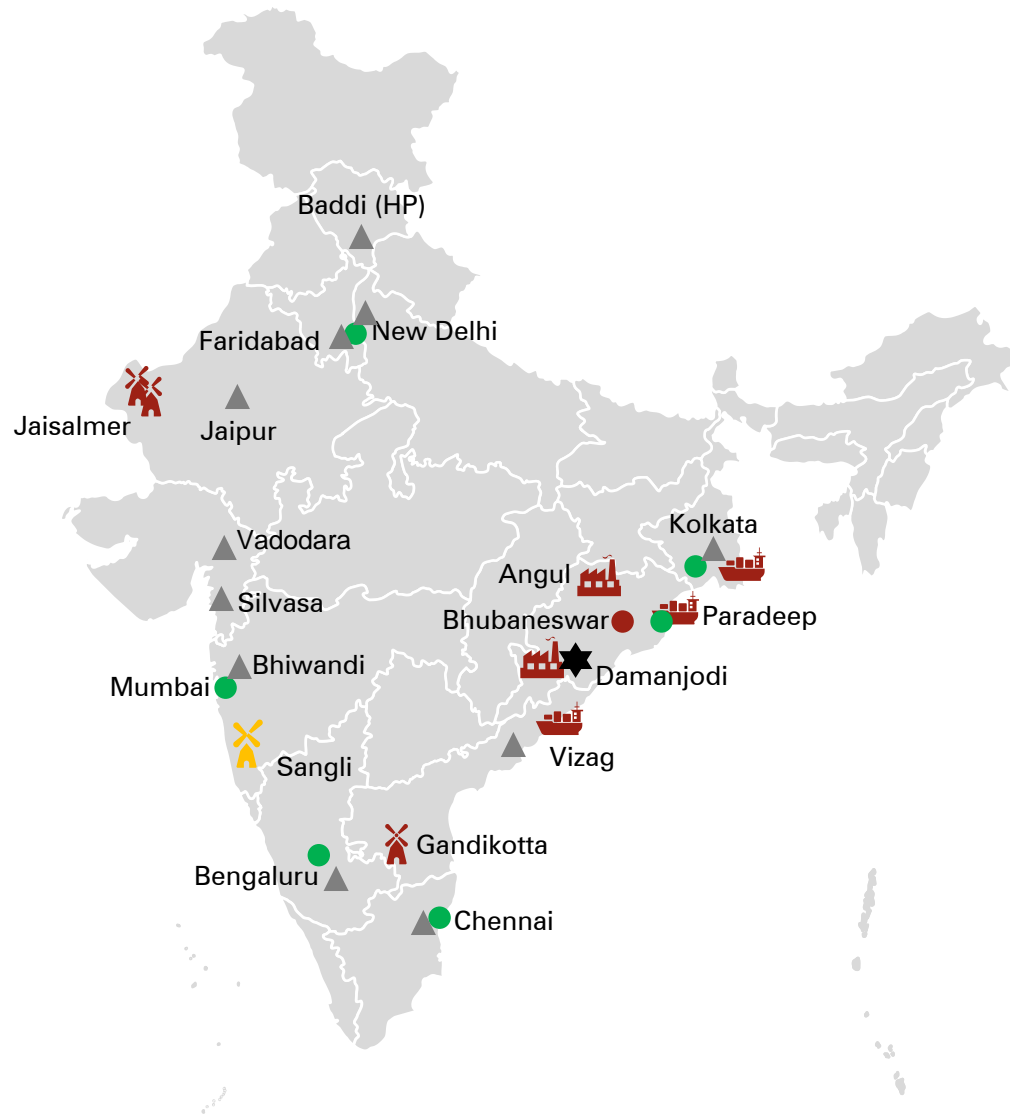 Baddi (HP)
New Delhi
Faridabad
Jaisalmer
Jaipur
Kolkata
Vadodara
Angul
Silvasa
Paradeep
Bhubaneswar
Bhiwandi
Damanjodi
Mumbai
Vizag
Sangli
Gandikotta
Bengaluru
Chennai